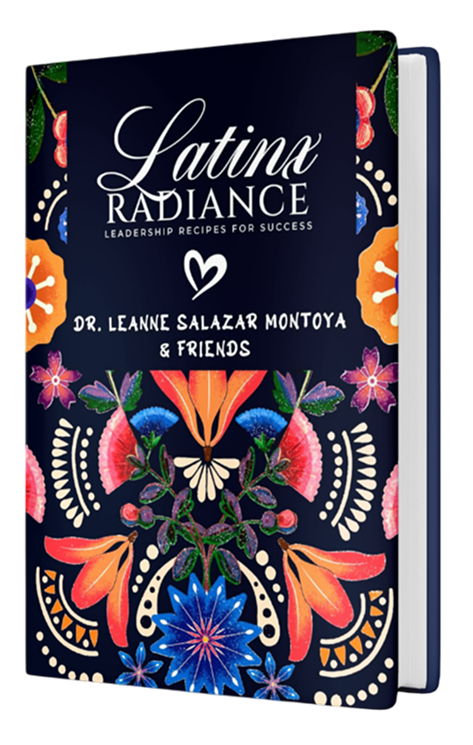 Latinx
RADIANCE
LEADERSHIP RECIPES FOR SUCCESS
DR. LEANNE SALAZAR MONTOYA
& FRIENDS